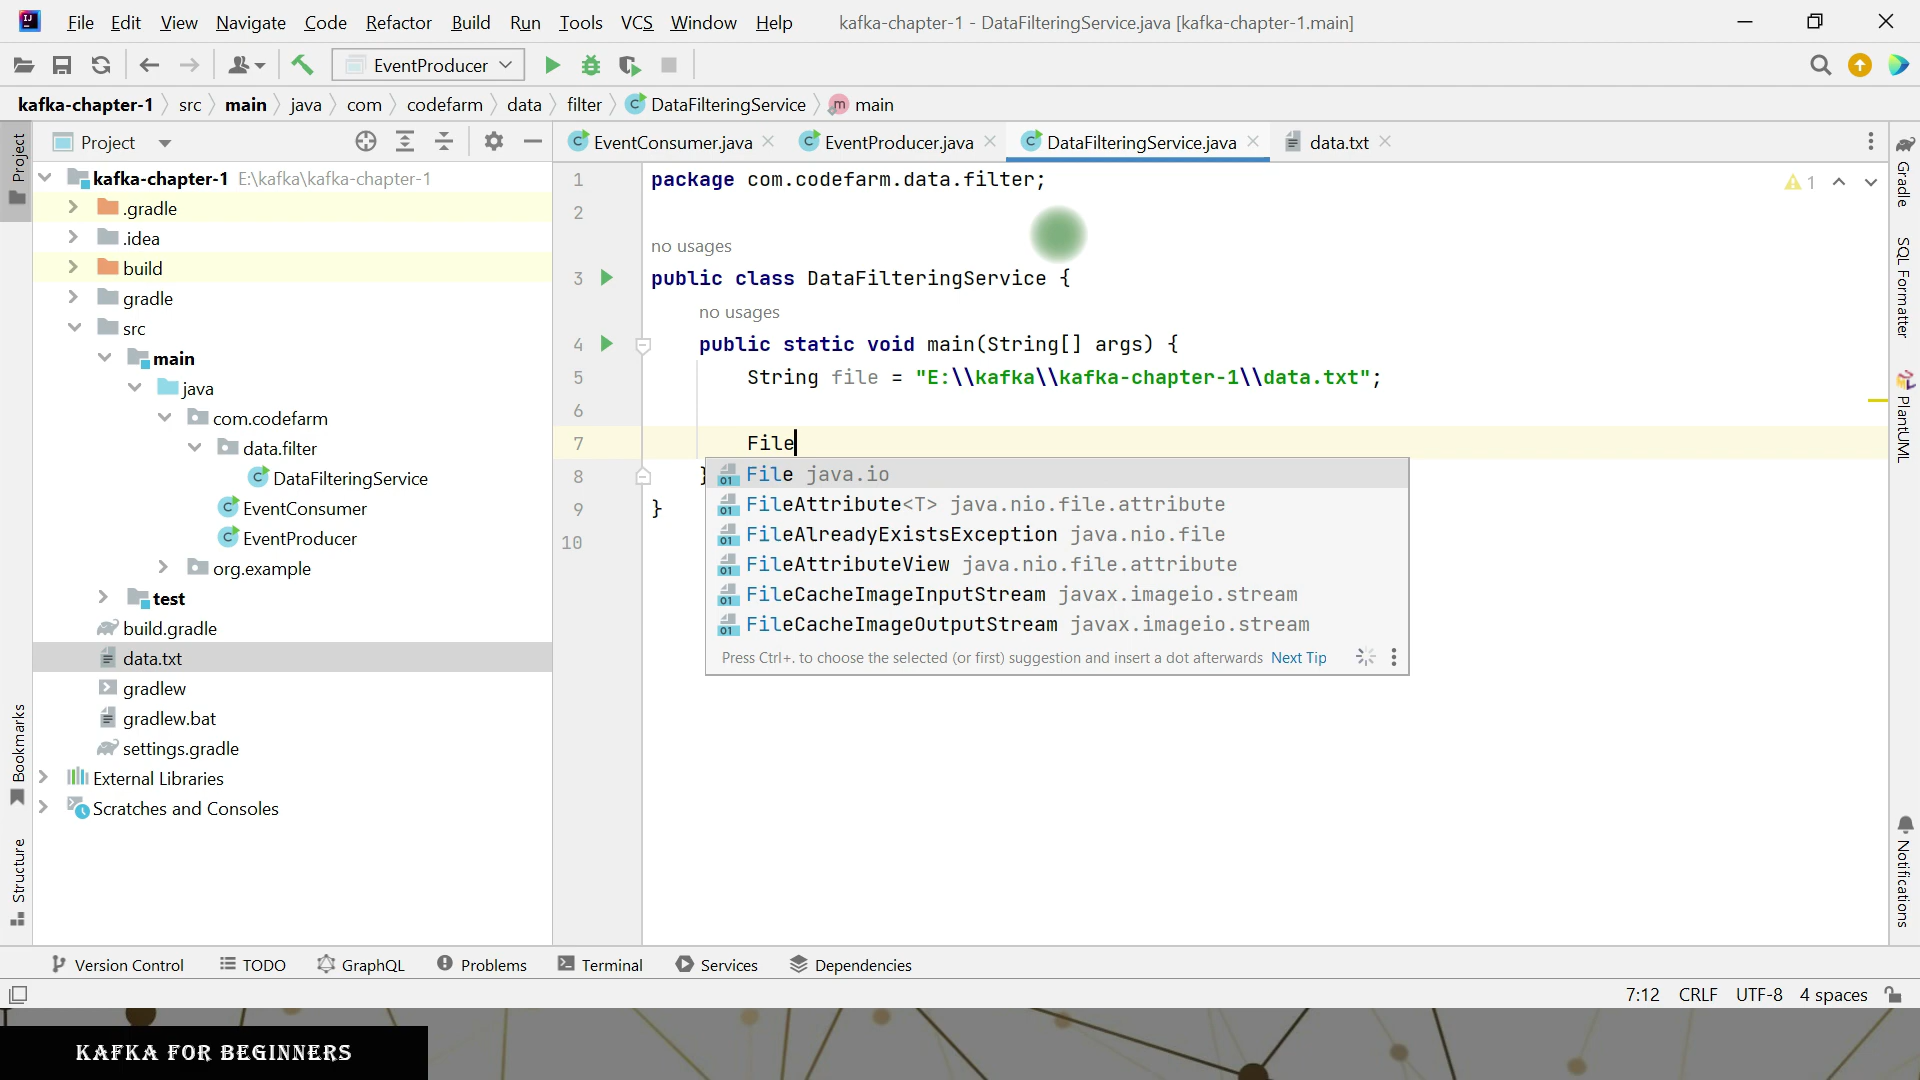 File Edit View Navigate Code Refactor Build Run Tools VCS Window Help kafka-chapter-1 - DataFilteringService.java [kafka-chapter-1.main]
EventProducer
kafka-chapter-1 src main java com codefarm data filter DataFilteringService main
Project
EventConsumer.java EventProducer.java DataFilteringService.java data.txt
kafka-chapter-1 E:\kafka\kafka-chapter-1
.gradle
.idea
build
gradle
src
main
java
com.codefarm
data.filter
DataFilteringService
EventConsumer
EventProducer
org.example
test
build.gradle
data.txt
gradlew
gradlew.bat
settings.gradle
External Libraries
Scratches and Consoles
Project
Bookmarks
Structure
1 package com.codefarm.data.filter;
1
2
no usages
3 public class DataFilteringService {
no usages
4 public static void main(String[] args) {
5 String file = "E:\\kafka\\kafka-chapter-1\\data.txt";
6
7 File
8 }
9 }
10
File java.io
FileAttribute<T> java.nio.file.attribute
FileAlreadyExistsException java.nio.file
FileAttributeView java.nio.file.attribute
FileCacheImageInputStream javax.imageio.stream
FileCacheImageOutputStream javax.imageio.stream
Press Ctrl+. to choose the selected (or first) suggestion and insert a dot afterwards Next Tip
Gradle
SQL Formatter
PlantUML
Notifications
Version Control TODO GraphQL Problems Terminal Services Dependencies
7:12 CRLF UTF-8 4 spaces
KAFKA FOR BEGINNERS